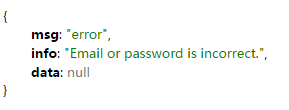 {
msg: "error",
info: "Email or password is incorrect.",
data: null
}